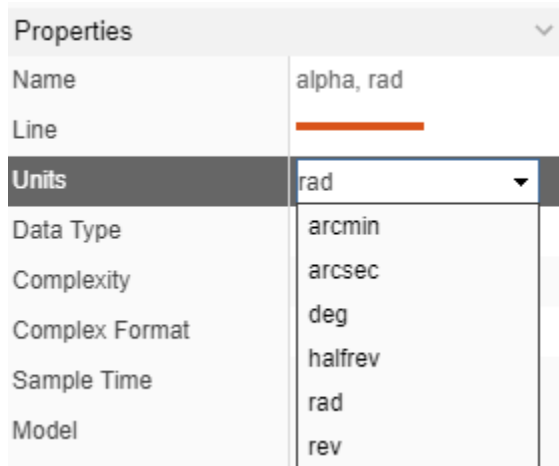 Properties
Name alpha, rad
Line
Units rad
Data Type
arcmin
Complexity
arcsec
Complex Format
deg
halfrev
Sample Time
rad
Model
rev